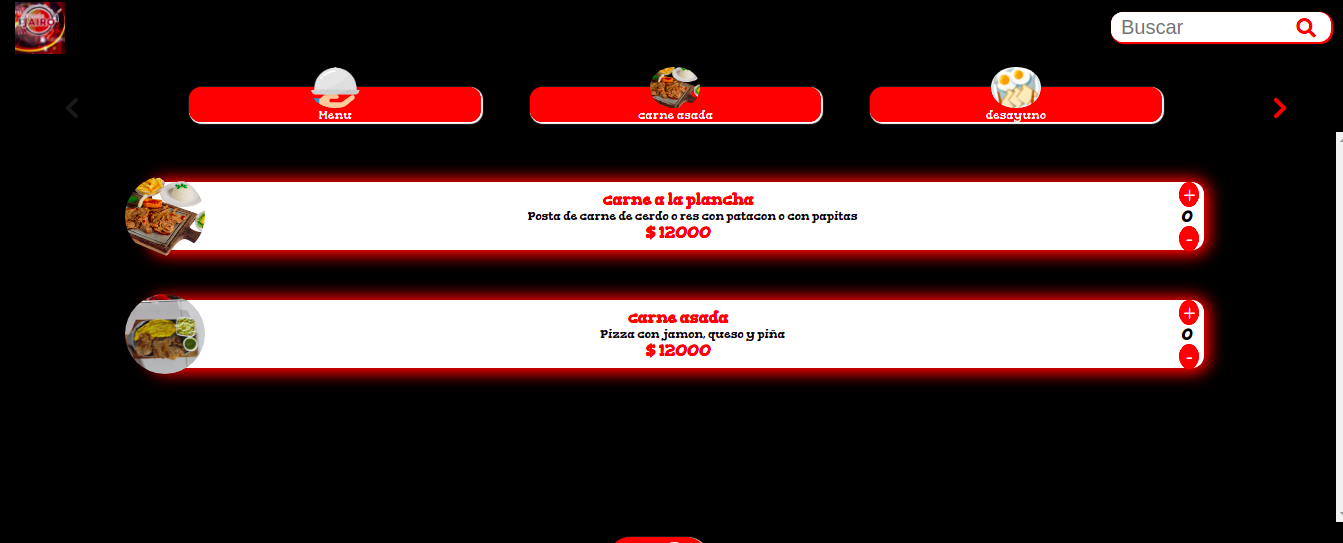 JAIRO
Buscar
Menu
carne asada
desayuno
carne a la plancha
Posta de carne de cerdo o res con patacon o con papitas
$ 12000
+
0
-
carne asada
Pizza con jamon, queso y piña
$ 12000
+
0
-